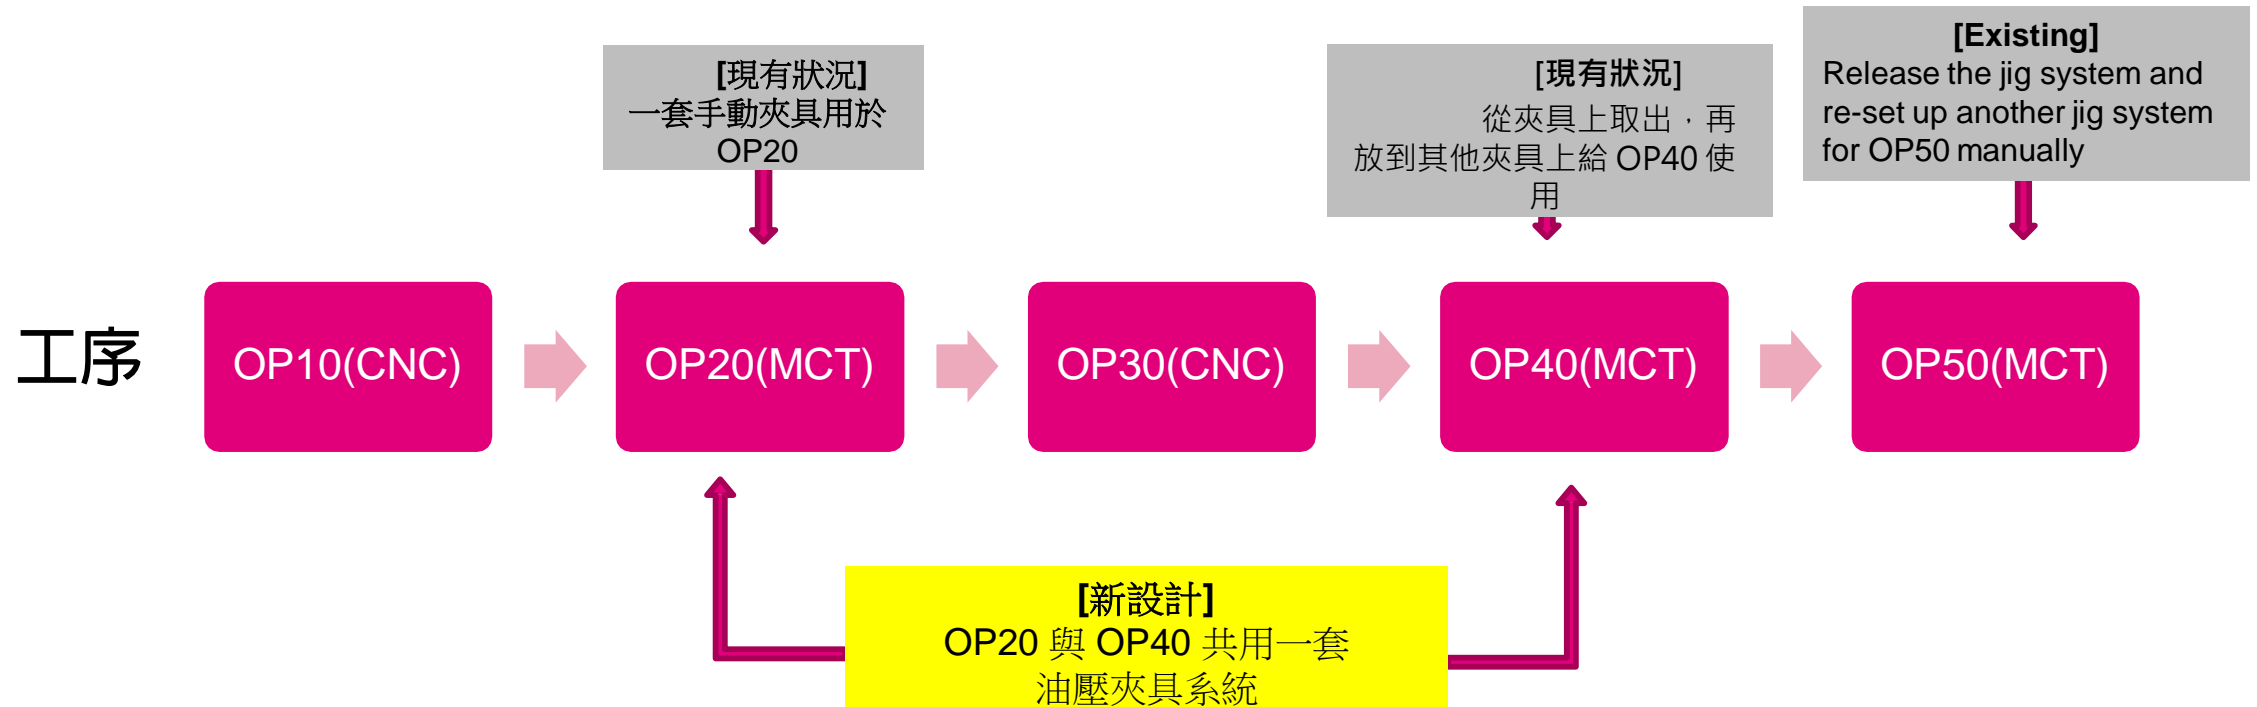 [現有狀況]
一套手動夾具用於
OP20
[現有狀況]
從夾具上取出，再
放到其他夾具上給 OP40 使
用
[Existing]
Release the jig system and
re-set up another jig system
for OP50 manually
工序
OP10(CNC)
OP20(MCT)
OP30(CNC)
OP40(MCT)
OP50(MCT)
[新設計]
OP20 與 OP40 共用一套
油壓夾具系統